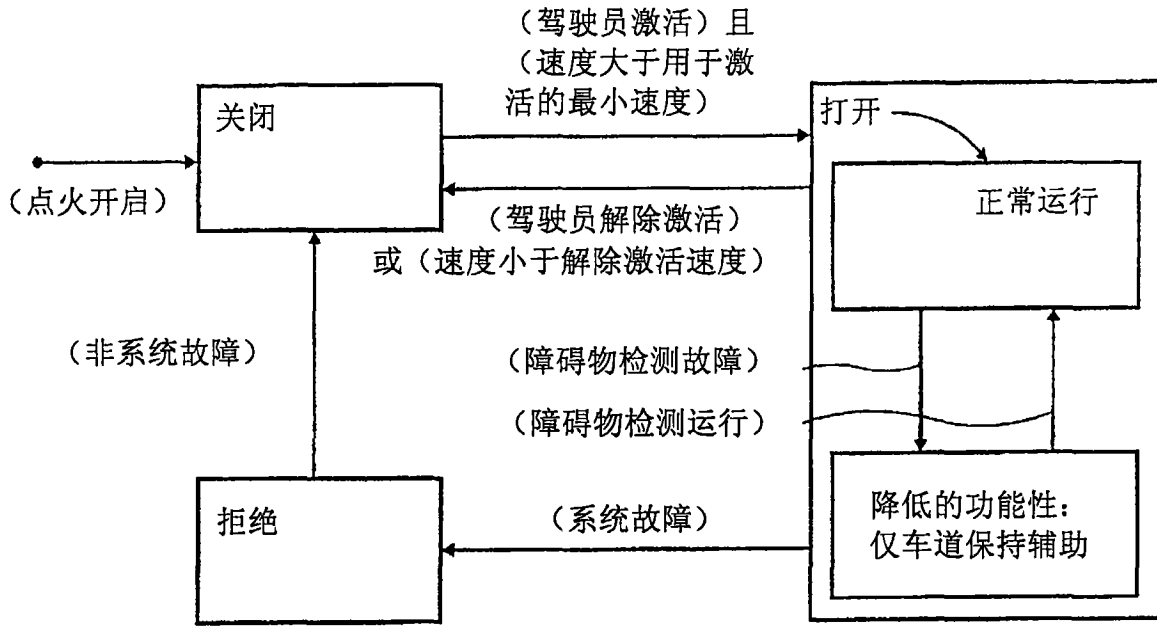 （驾驶员激活）且
（速度大于用于激
活的最小速度）
关闭
打开
（点火开启）
正常运行
（驾驶员解除激活）
或（速度小于解除激活速度）
（非系统故障）
（障碍物检测故障）
（障碍物检测运行）
拒绝
（系统故障）
降低的功能性：
仅车道保持辅助